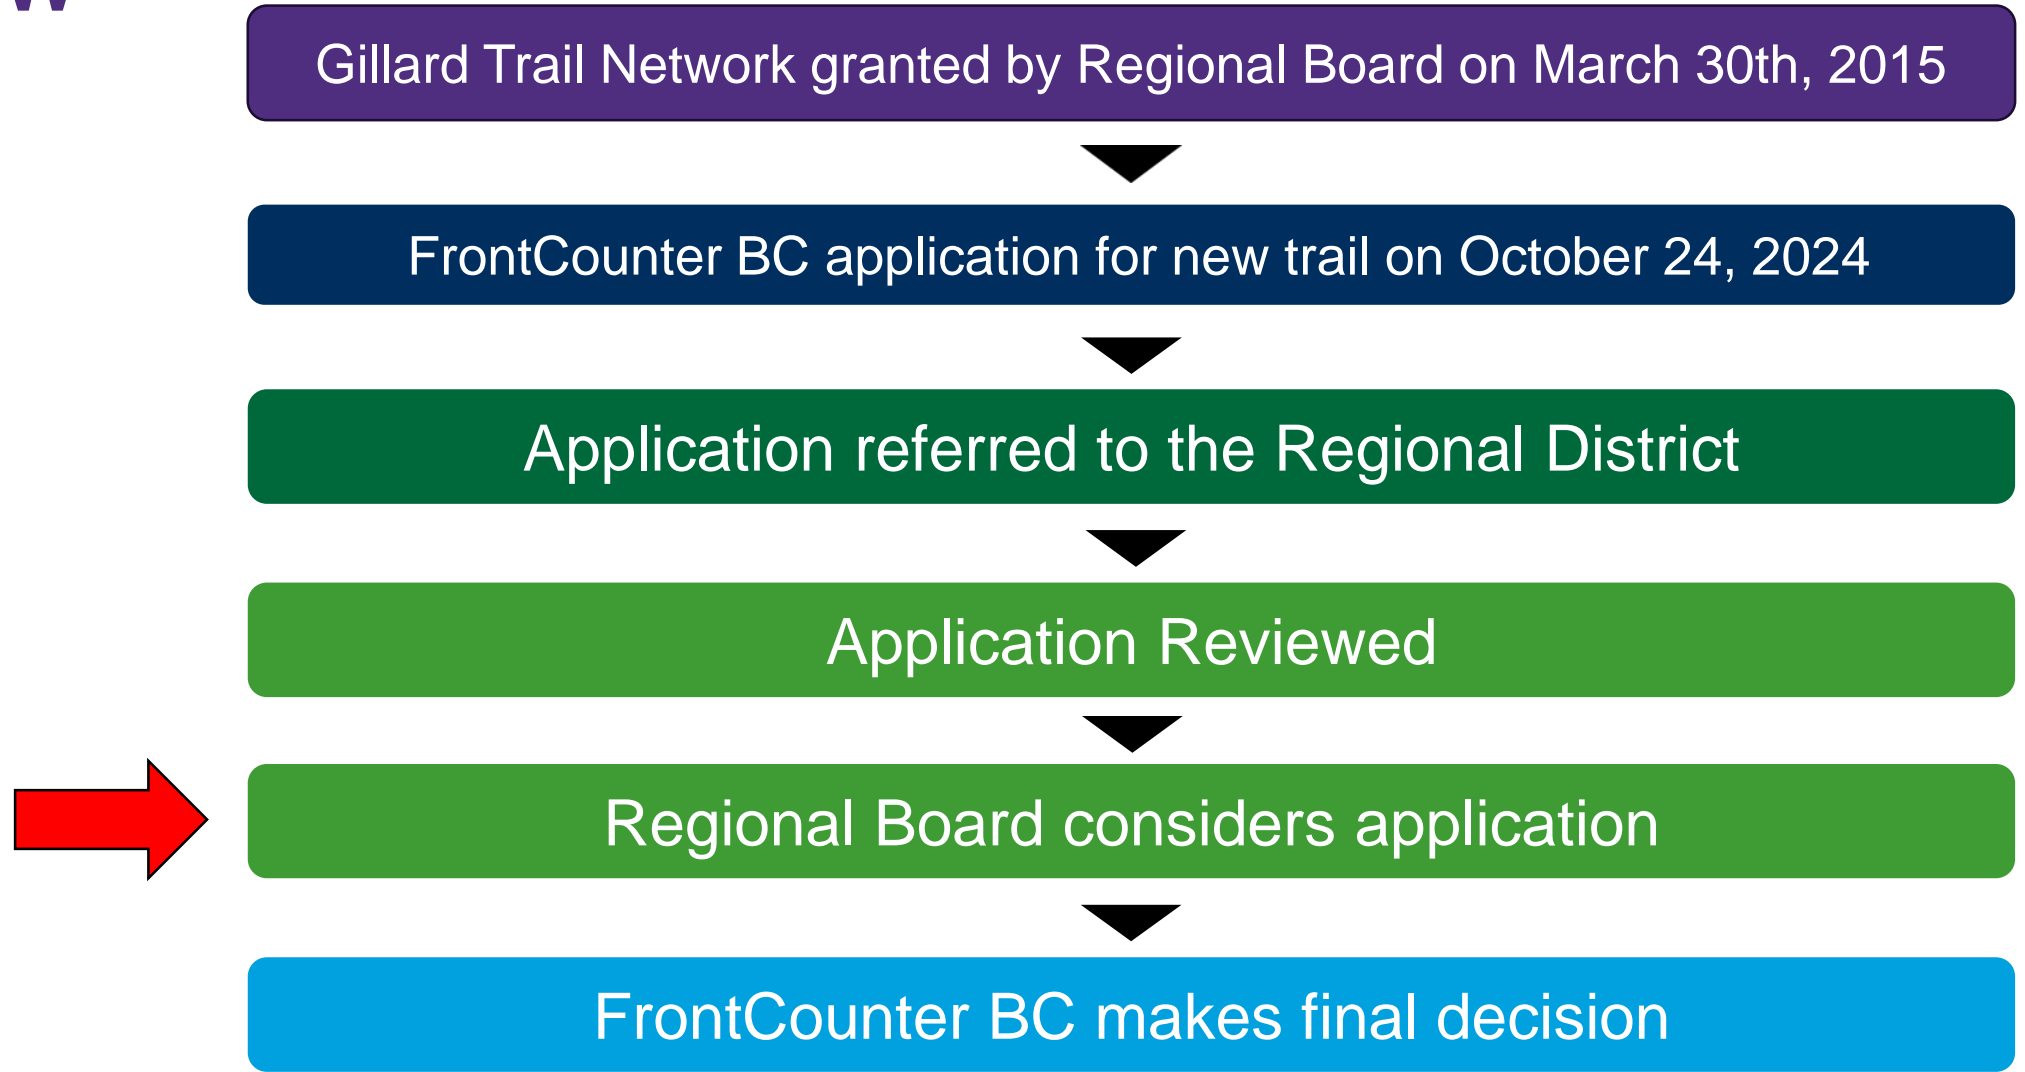 Gillard Trail Network granted by Regional Board on March 30th, 2015
FrontCounter BC application for new trail on October 24, 2024
Application referred to the Regional District
Application Reviewed
Regional Board considers application
FrontCounter BC makes final decision